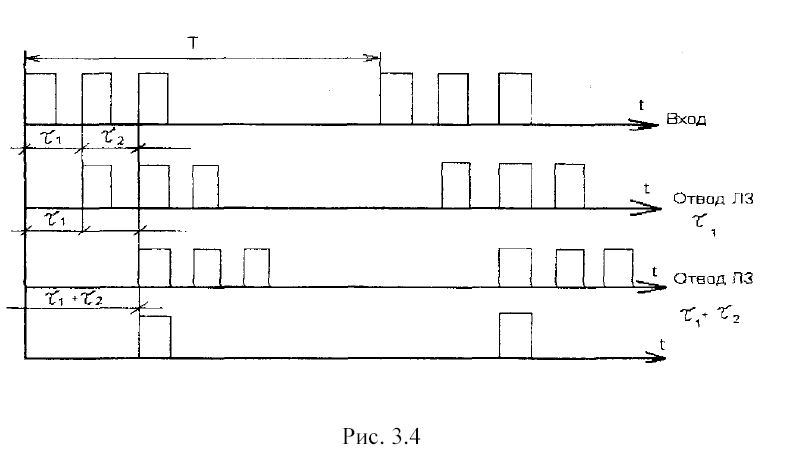 T
t
Вход
τ1 τ2
t
Отвод ЛЗ
τ1
τ1
t
Отвод ЛЗ
τ1 + τ2
τ1+ τ2
t
Рис. 3.4